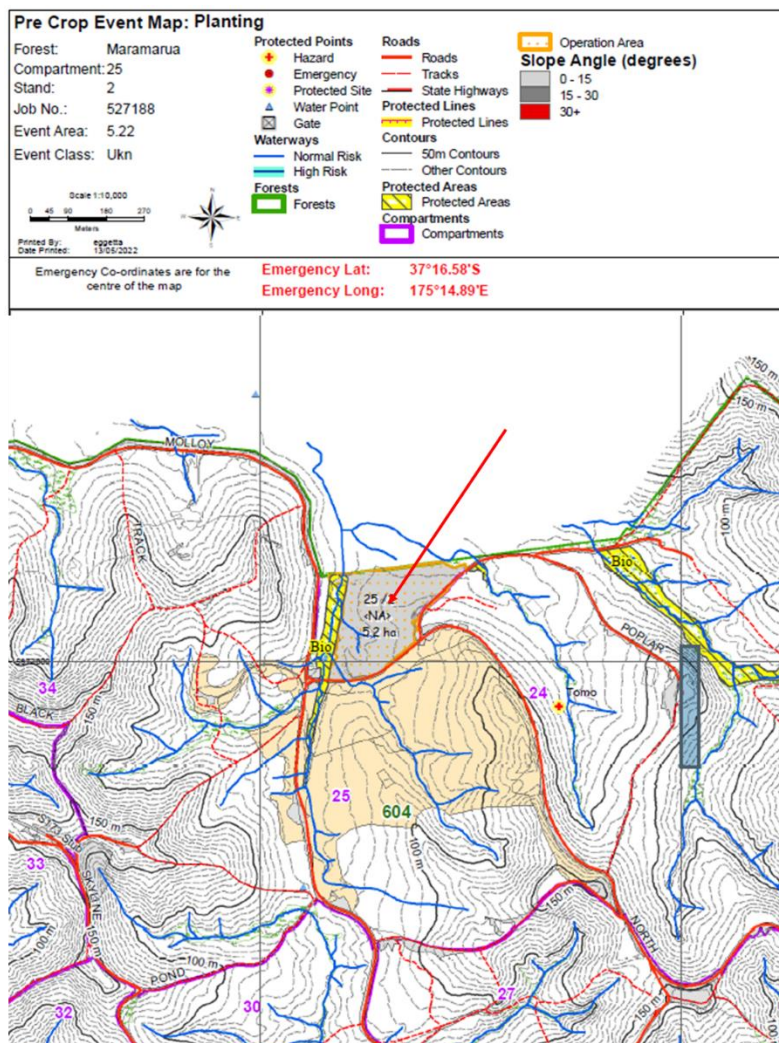 Pre Crop Event Map: Planting
Forest: Maramarua
Compartment: 25
Stand: 2
Job No.: 527188
Event Area: 5.22
Event Class: Ukn
Scale 1:10,000
0 45 90 180 270
Meters
N
E
S
W
Printed By: eggetta
Date Printed: 13/05/2022
Protected Points
Hazard
Emergency
Protected Site
Water Point
Gate
Waterways
Normal Risk
High Risk
Forests
Forests
Roads
Roads
Tracks
State Highways
Protected Lines
Protected Lines
Contours
50m Contours
Other Contours
Protected Areas
Protected Areas
Compartments
Compartments
Operation Area
Slope Angle (degrees)
0 - 15
15 - 30
30+
Emergency Co-ordinates are for the
centre of the map
Emergency Lat: 37°16.58'S
Emergency Long: 175°14.89'E
150 m
150 m
MOLLOY
TRACK
100 m
Bio
25 /
<NA>
5.2 ha
Bio
POPLAR
34
BLACK
150 m
24
Tomo
25
604
100 m
150 m
33
SKYLINE
150 m
100 m
150 m
NORTH
POND
100 m
32
30
27
150 m